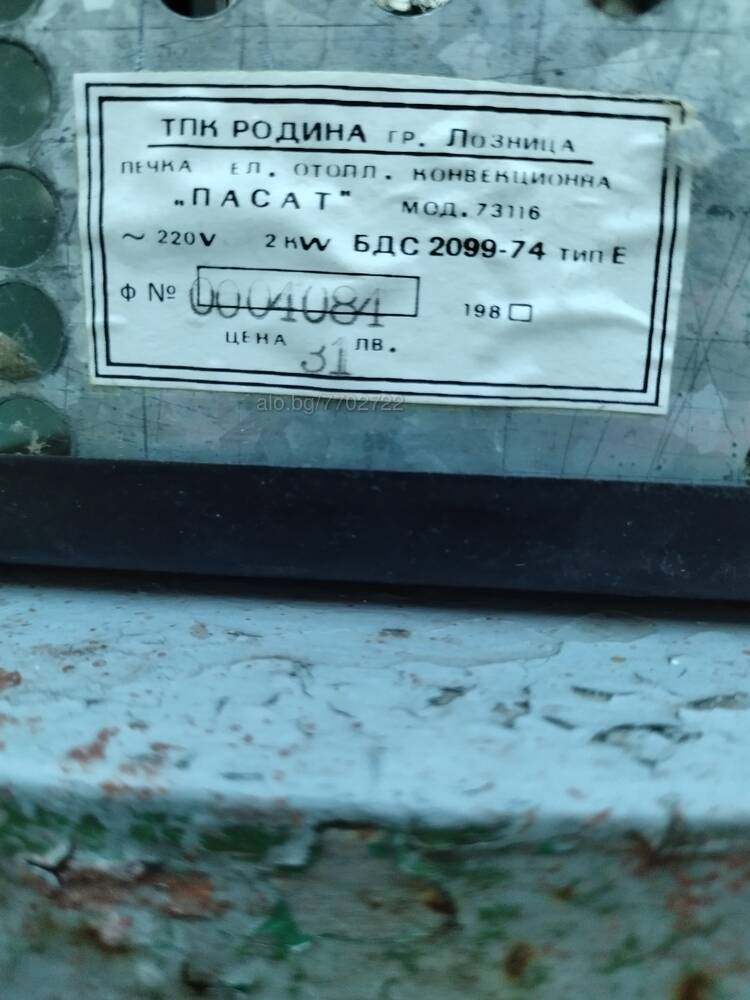 ТПК РОДИНА ГР. ЛОЗНИЦА
ПЕЧКА ЕЛ. ОТОПЛ. КОНВЕКЦИОННА
„ПАСАТ" МОД. 73116
~ 220V 2 KW БДС 2099-74 ТИП Е
Ф № 0004084 198
ЦЕНА 31 ЛВ.
alo.bg/7702722